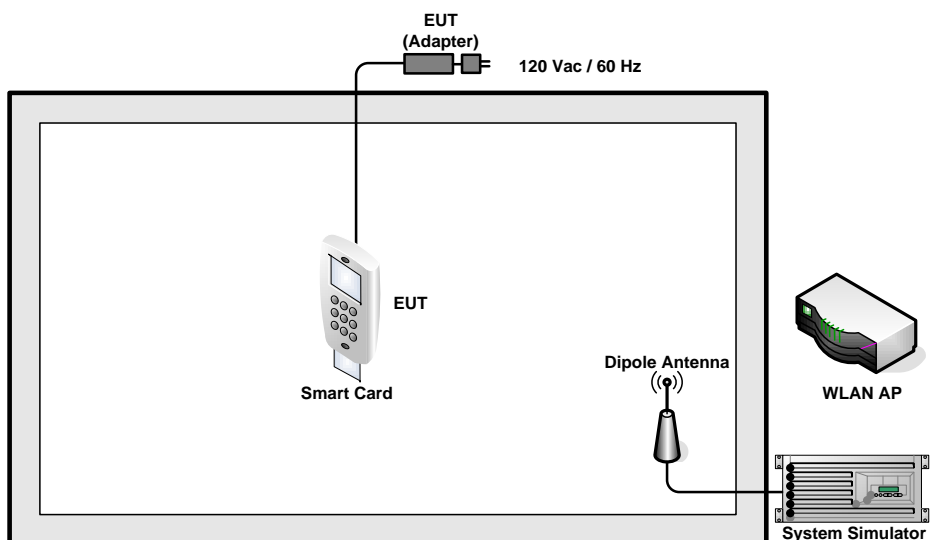 EUT
(Adapter)
120 Vac / 60 Hz
EUT
Smart Card
Dipole Antenna
WLAN AP
System Simulator